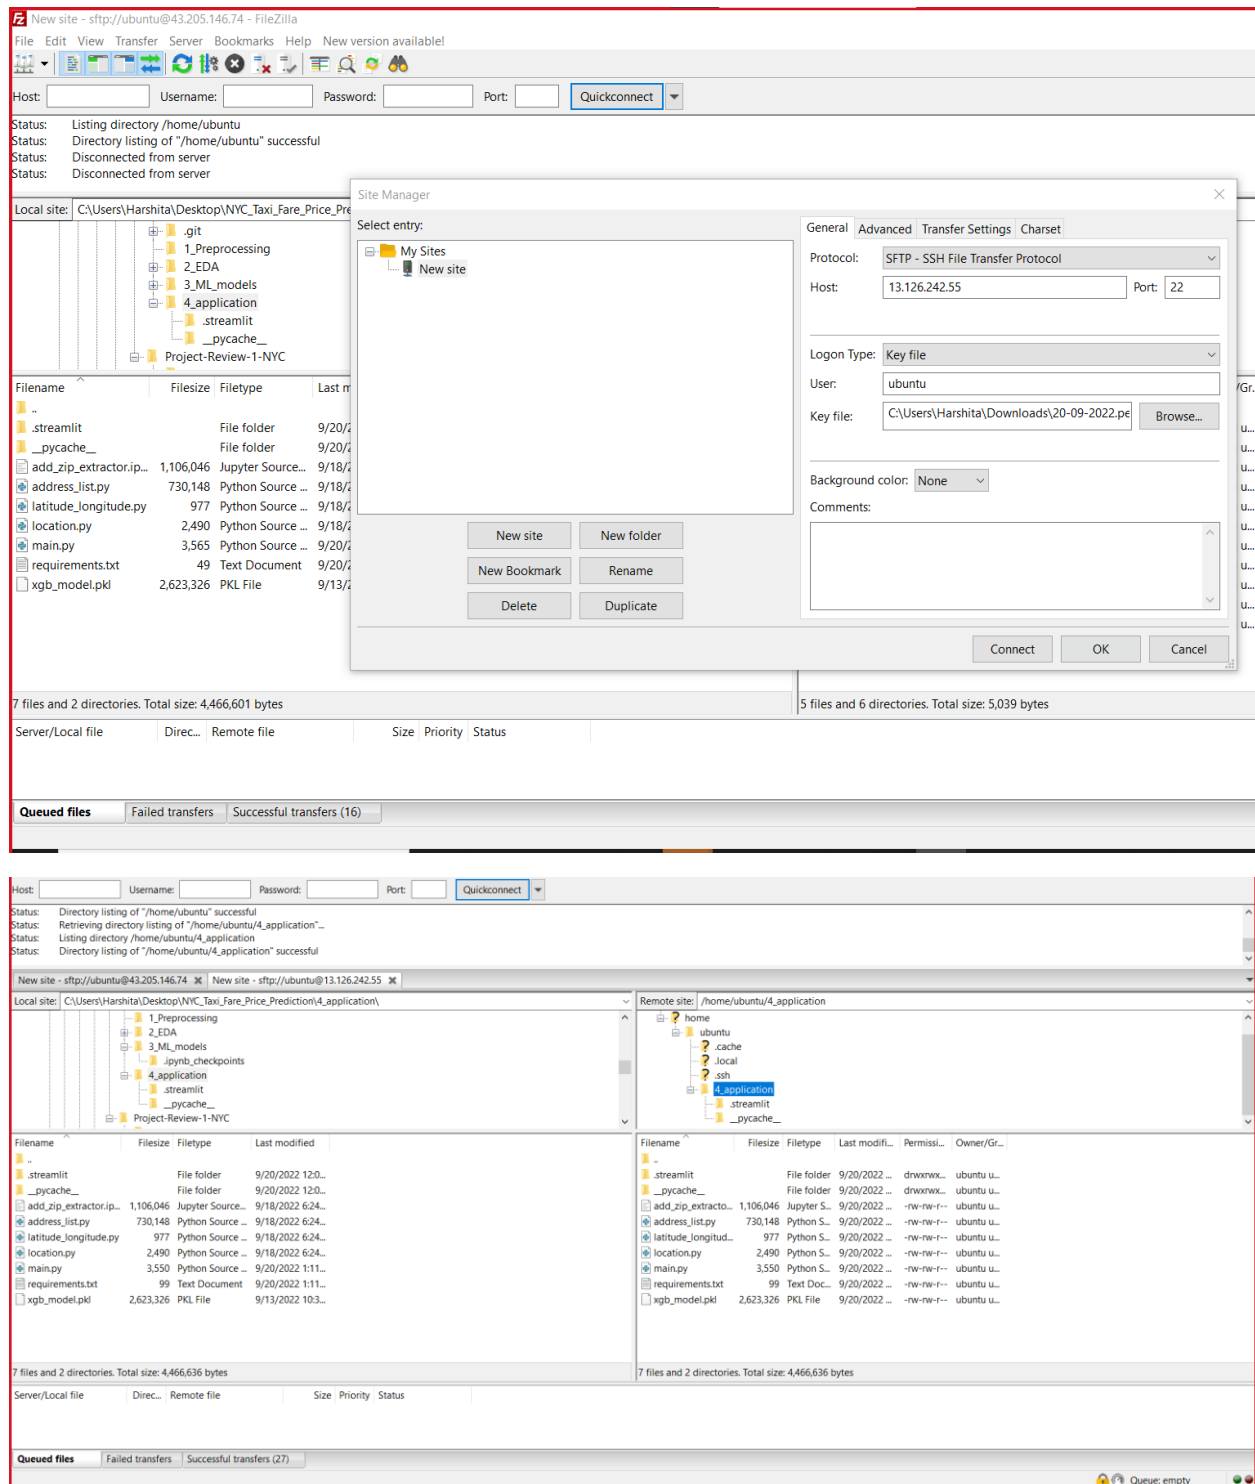 New site - sftp://ubuntu@43.205.146.74 - FileZilla
File Edit View Transfer Server Bookmarks Help New version available!
Host: Username: Password: Port: Quickconnect
Status: Listing directory /home/ubuntu
Status: Directory listing of "/home/ubuntu" successful
Status: Disconnected from server
Status: Disconnected from server
Local site: C:\Users\Harshita\Desktop\NYC_Taxi_Fare_Price_Pre
.git
1_Preprocessing
2_EDA
3_ML_models
4_application
.streamlit
__pycache__
Project-Review-1-NYC
Filename Filesize Filetype Last m
..
.streamlit File folder 9/20/2
__pycache__ File folder 9/20/2
add_zip_extractor.ip... 1,106,046 Jupyter Source... 9/18/2
address_list.py 730,148 Python Source ... 9/18/2
latitude_longitude.py 977 Python Source ... 9/18/2
location.py 2,490 Python Source ... 9/18/2
main.py 3,565 Python Source ... 9/20/2
requirements.txt 49 Text Document 9/20/2
xgb_model.pkl 2,623,326 PKL File 9/13/2
Site Manager
Select entry:
My Sites
New site
New site New folder
New Bookmark Rename
Delete Duplicate
General Advanced Transfer Settings Charset
Protocol: SFTP - SSH File Transfer Protocol
Host: 13.126.242.55 Port: 22
Logon Type: Key file
User: ubuntu
Key file: C:\Users\Harshita\Downloads\20-09-2022.pe Browse...
Background color: None
Comments:
Connect OK Cancel
/Gr...
u...
u...
u...
u...
u...
u...
u...
u...
u...
u...
u...
7 files and 2 directories. Total size: 4,466,601 bytes
5 files and 6 directories. Total size: 5,039 bytes
Server/Local file Direc... Remote file Size Priority Status
Queued files Failed transfers Successful transfers (16)
Host: Username: Password: Port: Quickconnect
Status: Directory listing of "/home/ubuntu" successful
Status: Retrieving directory listing of "/home/ubuntu/4_application"...
Status: Listing directory /home/ubuntu/4_application
Status: Directory listing of "/home/ubuntu/4_application" successful
New site - sftp://ubuntu@43.205.146.74 New site - sftp://ubuntu@13.126.242.55
Local site: C:\Users\Harshita\Desktop\NYC_Taxi_Fare_Price_Prediction\4_application\
1_Preprocessing
2_EDA
3_ML_models
.ipynb_checkpoints
4_application
.streamlit
__pycache__
Project-Review-1-NYC
Filename Filesize Filetype Last modified
..
.streamlit File folder 9/20/2022 12:0...
__pycache__ File folder 9/20/2022 12:0...
add_zip_extractor.ip... 1,106,046 Jupyter Source... 9/18/2022 6:24...
address_list.py 730,148 Python Source ... 9/18/2022 6:24...
latitude_longitude.py 977 Python Source ... 9/18/2022 6:24...
location.py 2,490 Python Source ... 9/18/2022 6:24...
main.py 3,550 Python Source ... 9/20/2022 1:11...
requirements.txt 99 Text Document 9/20/2022 1:11...
xgb_model.pkl 2,623,326 PKL File 9/13/2022 10:3...
7 files and 2 directories. Total size: 4,466,636 bytes
Remote site: /home/ubuntu/4_application
home
ubuntu
.cache
.local
.ssh
4_application
.streamlit
__pycache__
Filename Filesize Filetype Last modifi... Permissi... Owner/Gr...
..
.streamlit File folder 9/20/2022 ... drwxrwx... ubuntu u...
__pycache__ File folder 9/20/2022 ... drwxrwx... ubuntu u...
add_zip_extracto... 1,106,046 Jupyter S... 9/20/2022 ... -rw-rw-r-- ubuntu u...
address_list.py 730,148 Python S... 9/20/2022 ... -rw-rw-r-- ubuntu u...
latitude_longitud... 977 Python S... 9/20/2022 ... -rw-rw-r-- ubuntu u...
location.py 2,490 Python S... 9/20/2022 ... -rw-rw-r-- ubuntu u...
main.py 3,550 Python S... 9/20/2022 ... -rw-rw-r-- ubuntu u...
requirements.txt 99 Text Doc... 9/20/2022 ... -rw-rw-r-- ubuntu u...
xgb_model.pkl 2,623,326 PKL File 9/20/2022 ... -rw-rw-r-- ubuntu u...
7 files and 2 directories. Total size: 4,466,636 bytes
Server/Local file Direc... Remote file Size Priority Status
Queued files Failed transfers Successful transfers (27)
Queue: empty